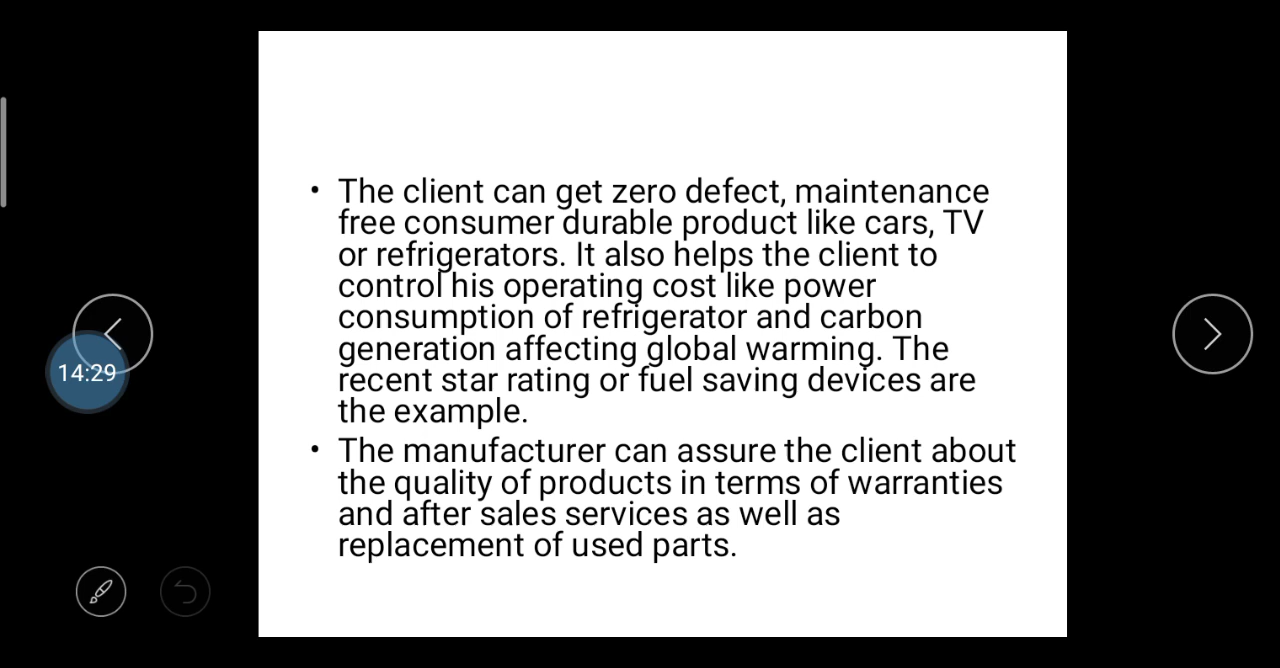 • The client can get zero defect, maintenance
free consumer durable product like cars, TV
or refrigerators. It also helps the client to
control his operating cost like power
consumption of refrigerator and carbon
generation affecting global warming. The
recent star rating or fuel saving devices are
the example.
• The manufacturer can assure the client about
the quality of products in terms of warranties
and after sales services as well as
replacement of used parts.
14:29